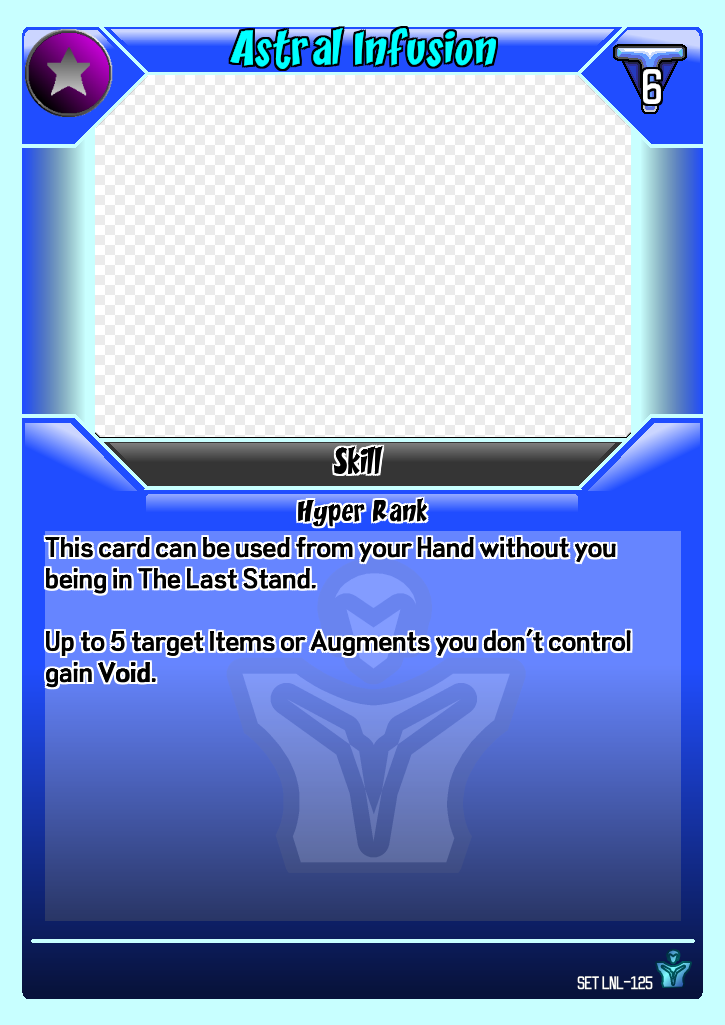 Astral Infusion
6
Skill
Hyper Rank
This card can be used from your Hand without you
being in The Last Stand.
Up to 5 target Items or Augments you don't control
gain Void.
SET LNL-125